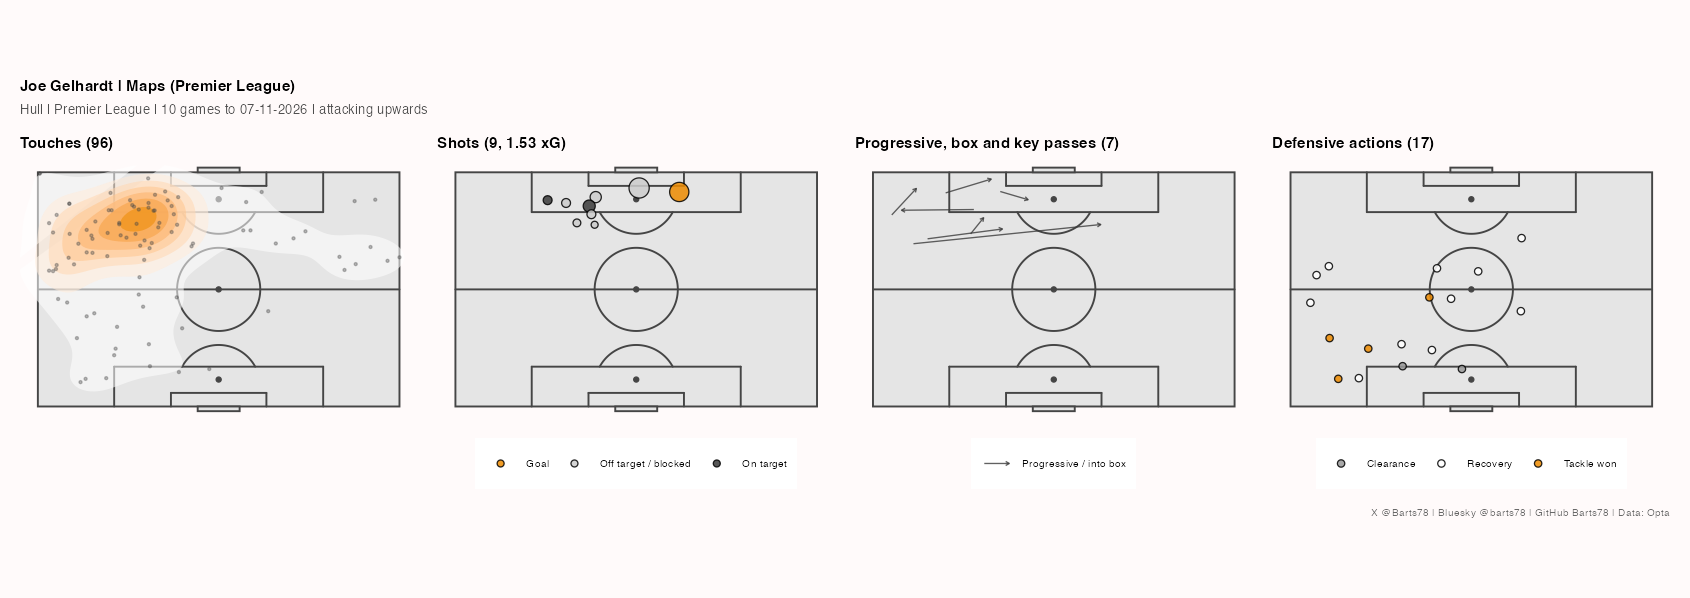 Joe Gelhardt | Maps (Premier League)
Hull | Premier League | 10 games to 07-11-2026 | attacking upwards
Touches (96)
Shots (9, 1.53 xG)
Progressive, box and key passes (7)
Defensive actions (17)
Goal
Off target / blocked
On target
Progressive / into box
Clearance
Recovery
Tackle won
X @Barts78 | Bluesky @barts78 | GitHub Barts78 | Data: Opta